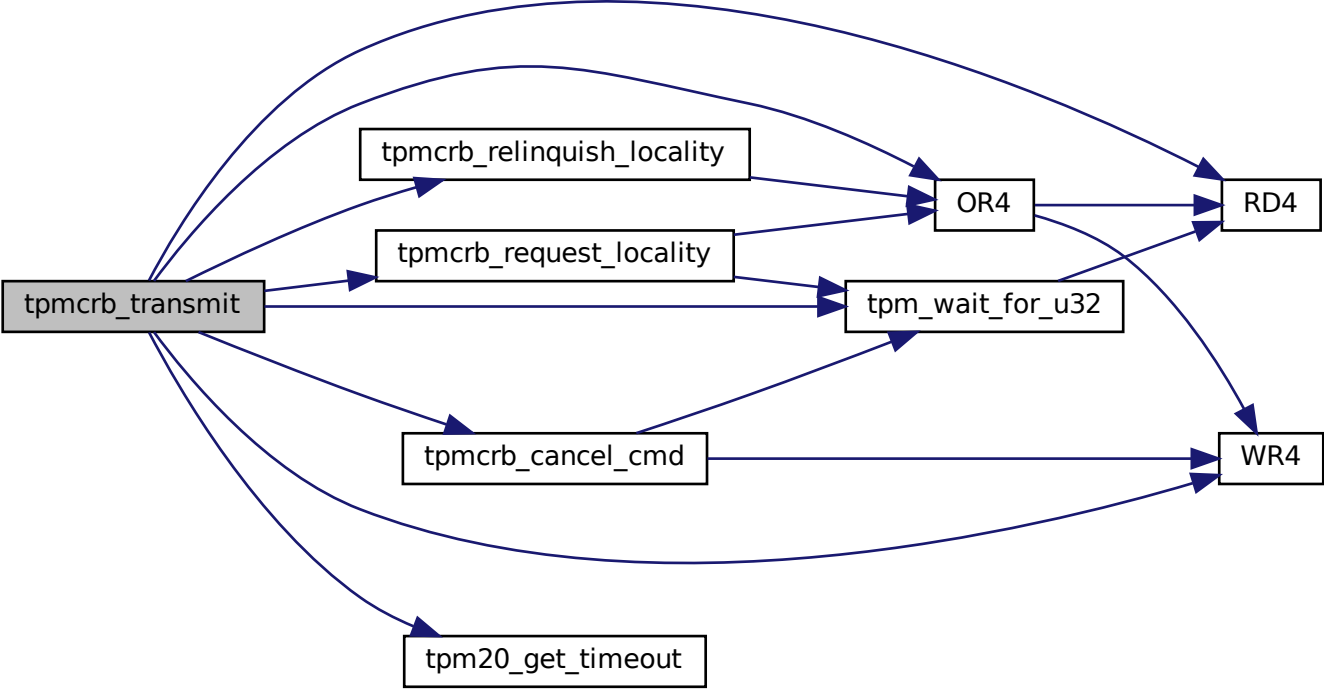 tpmcrb_relinquish_locality
OR4
RD4
tpmcrb_request_locality
tpmcrb_transmit
tpm_wait_for_u32
tpmcrb_cancel_cmd
WR4
tpm20_get_timeout